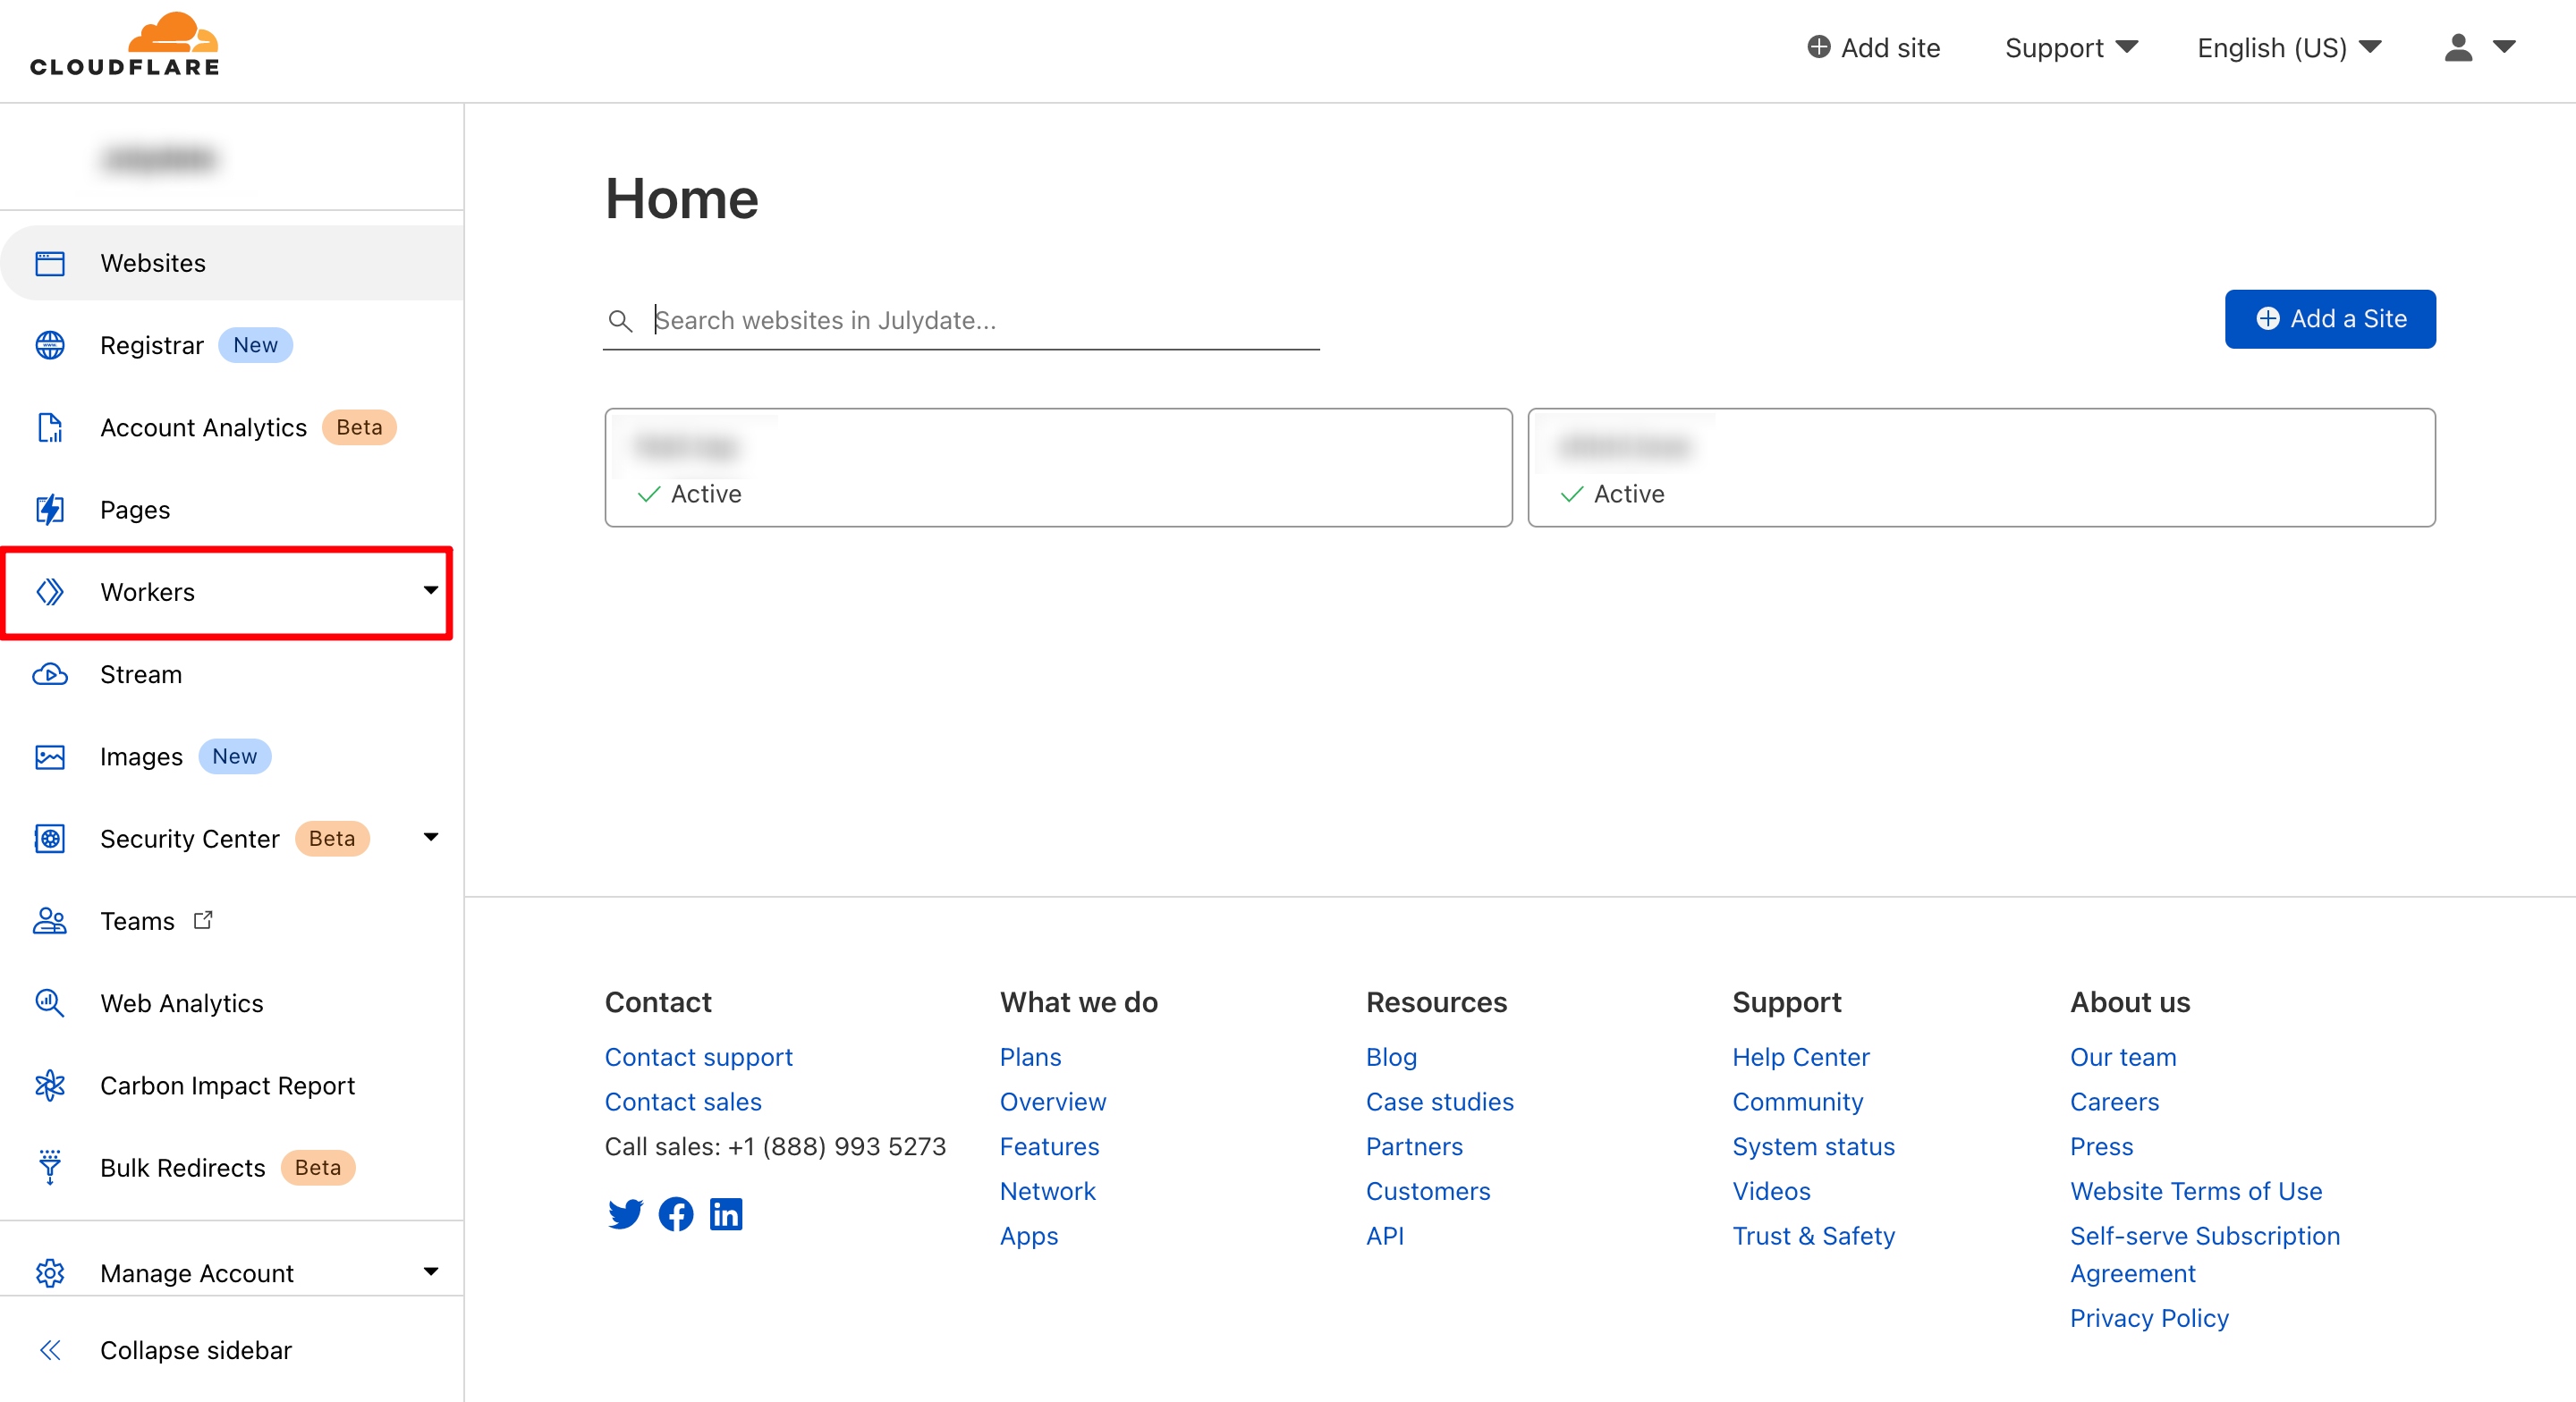 CLOUDFLARE
Add site
Support
English (US)
Websites
Registrar New
Account Analytics Beta
Pages
Workers
Stream
Images New
Security Center Beta
Teams
Web Analytics
Carbon Impact Report
Bulk Redirects Beta
Manage Account
Collapse sidebar
Home
Search websites in Julydate...
Add a Site
Active
Active
Contact
Contact support
Contact sales
Call sales: +1 (888) 993 5273
What we do
Plans
Overview
Features
Network
Apps
Resources
Blog
Case studies
Partners
Customers
API
Support
Help Center
Community
System status
Videos
Trust & Safety
About us
Our team
Careers
Press
Website Terms of Use
Self-serve Subscription
Agreement
Privacy Policy